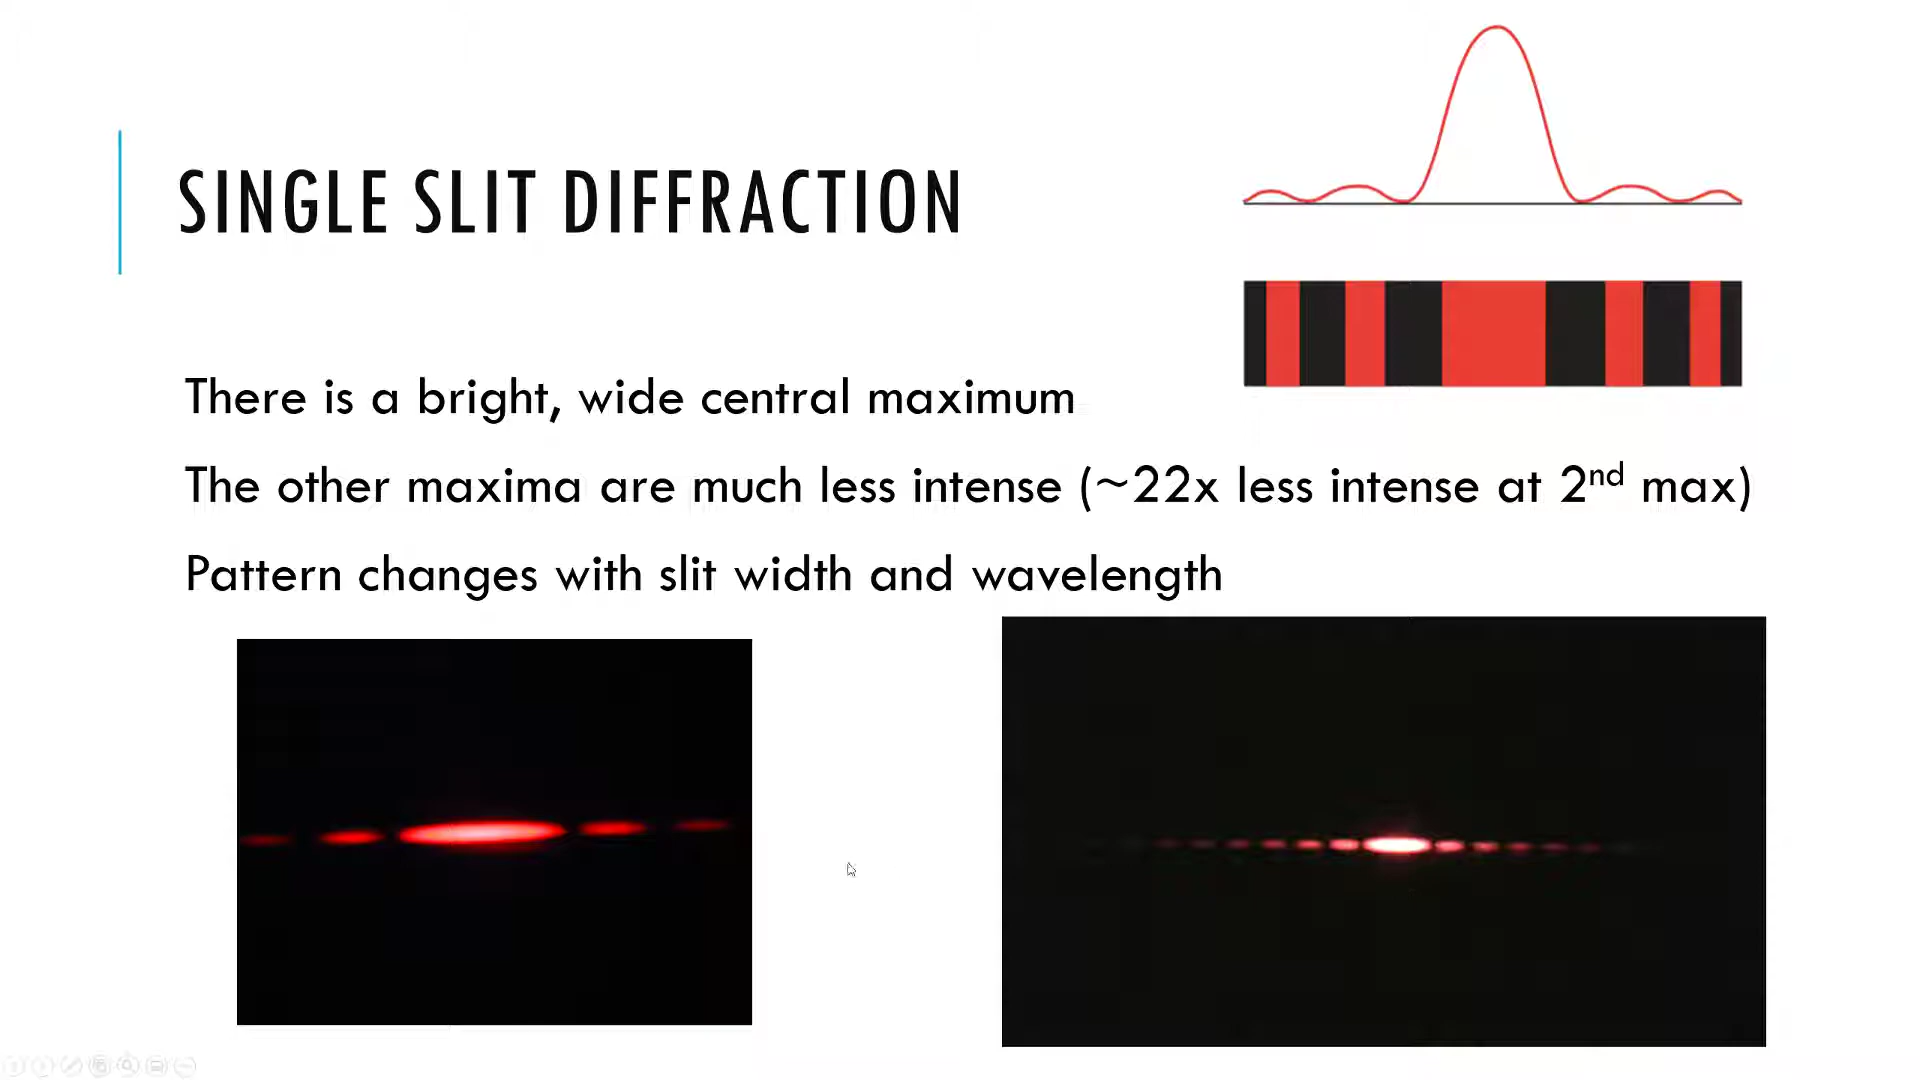 SINGLE SLIT DIFFRACTION
There is a bright, wide central maximum
The other maxima are much less intense (~22x less intense at 2nd max)
Pattern changes with slit width and wavelength